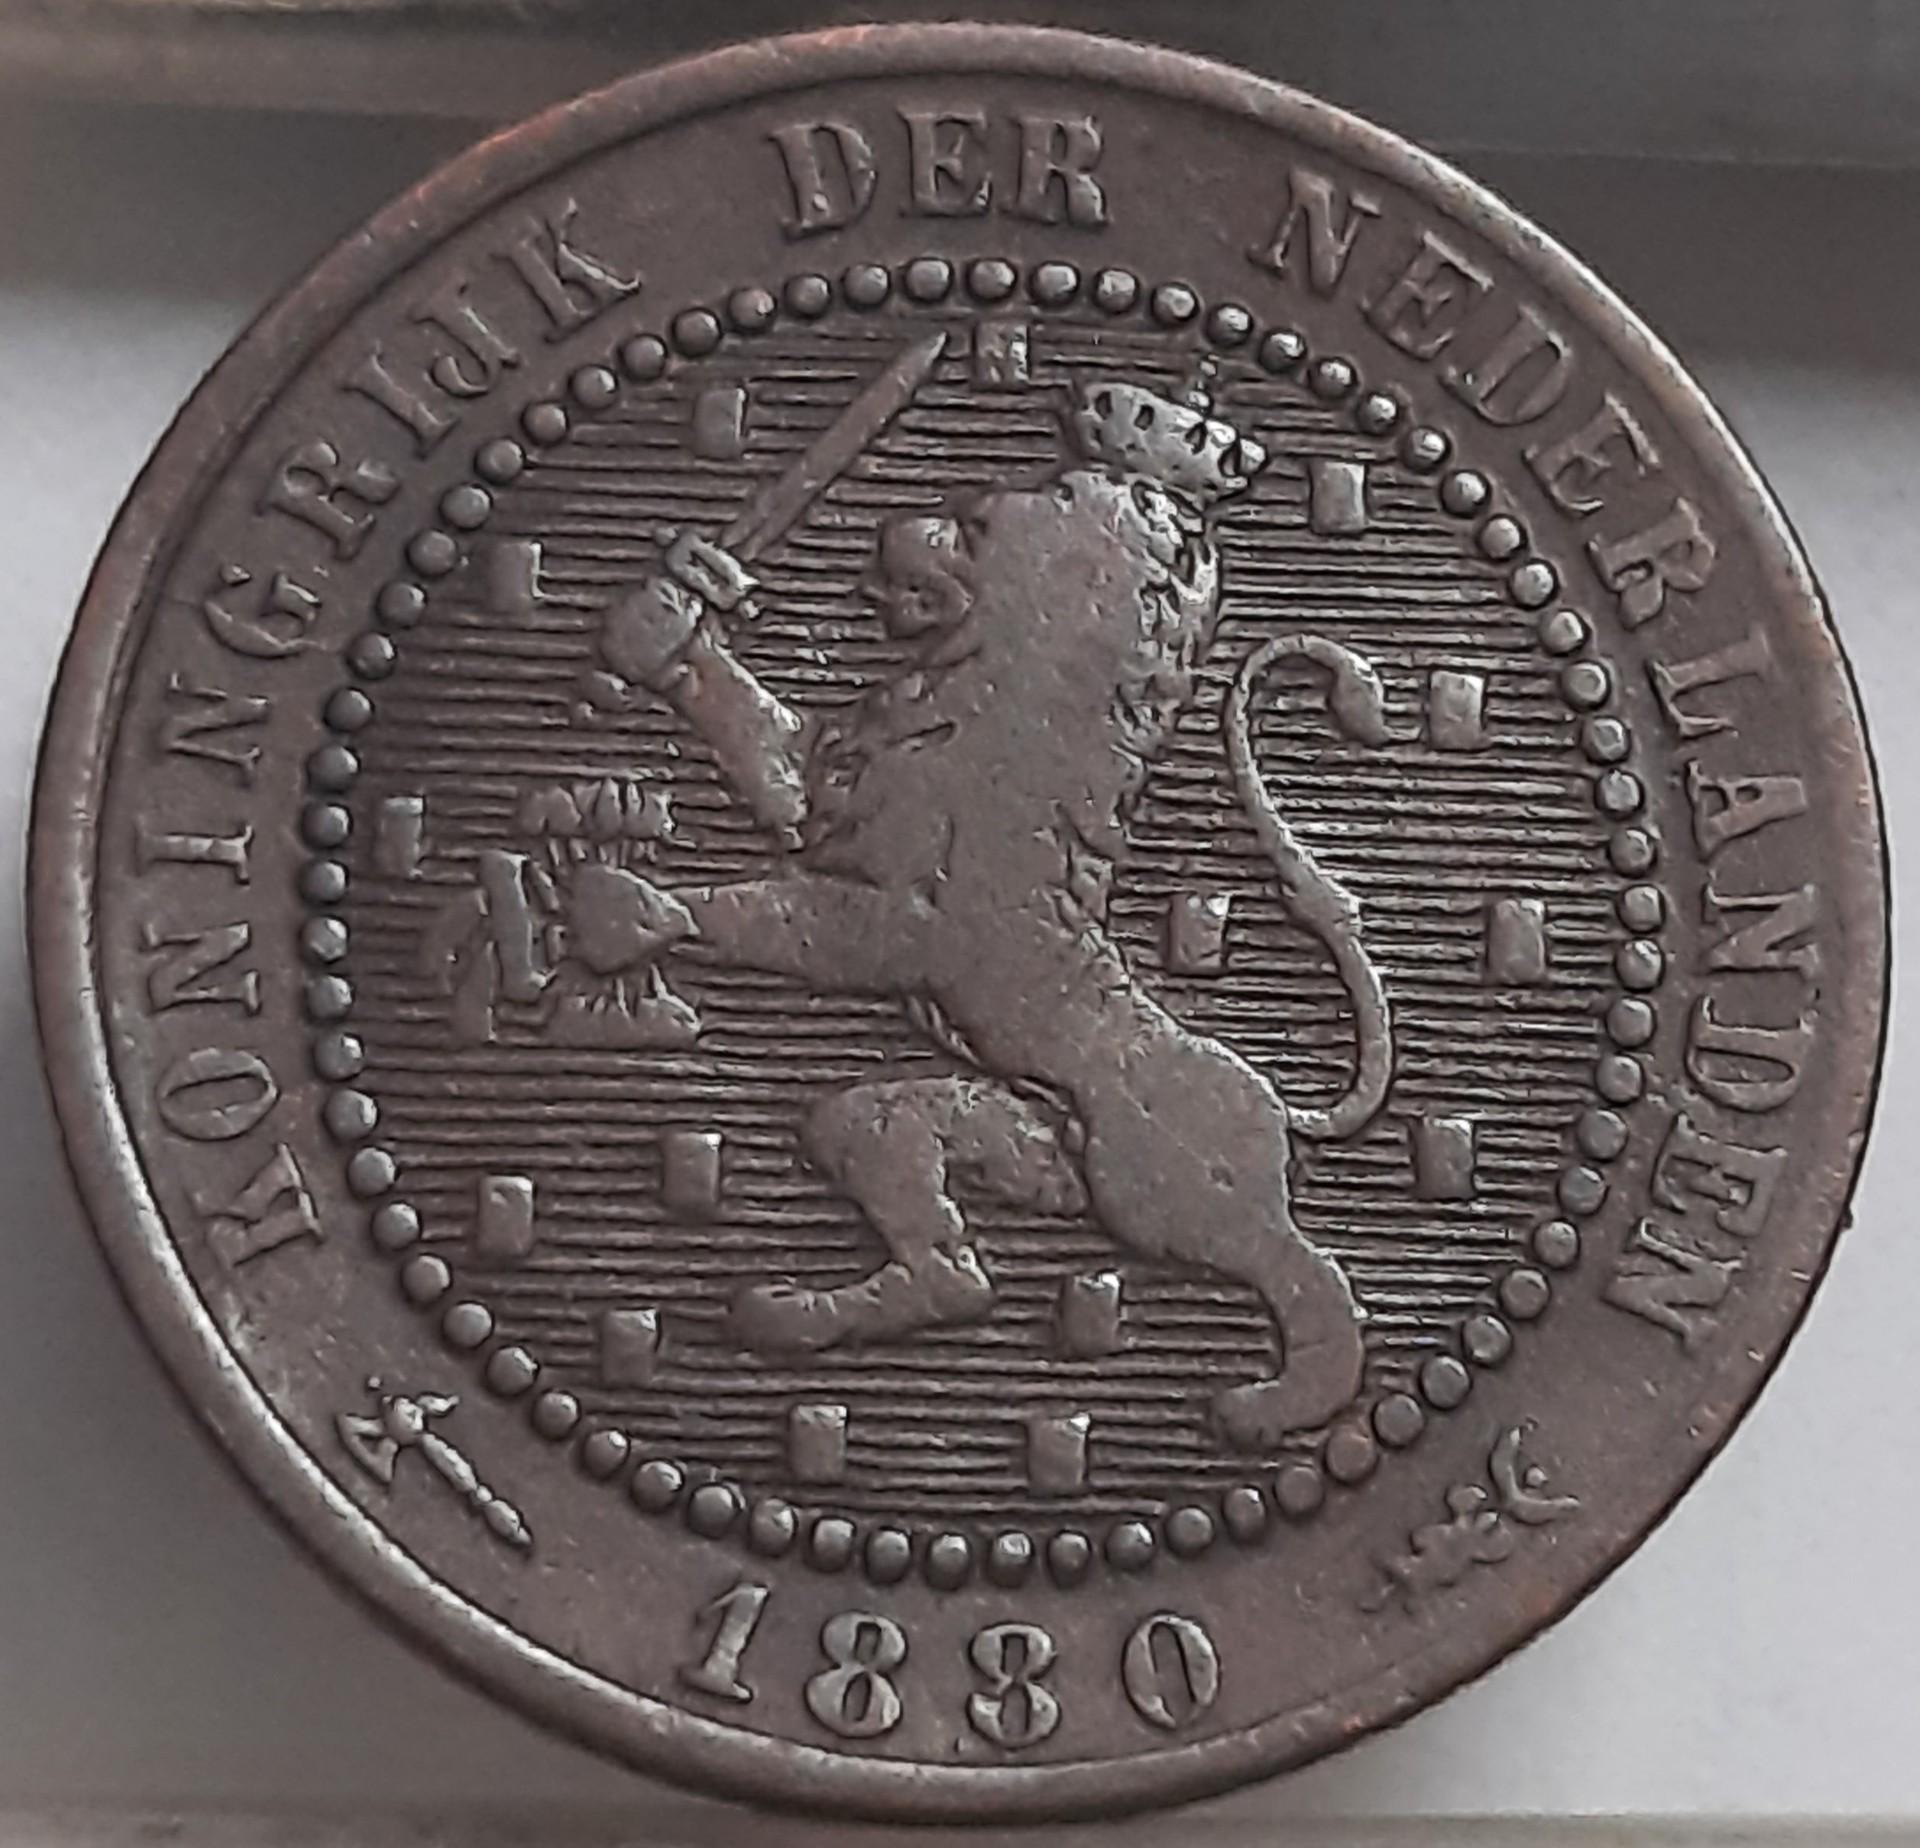 KONINGRIJK DER NEDERLANDEN
1880